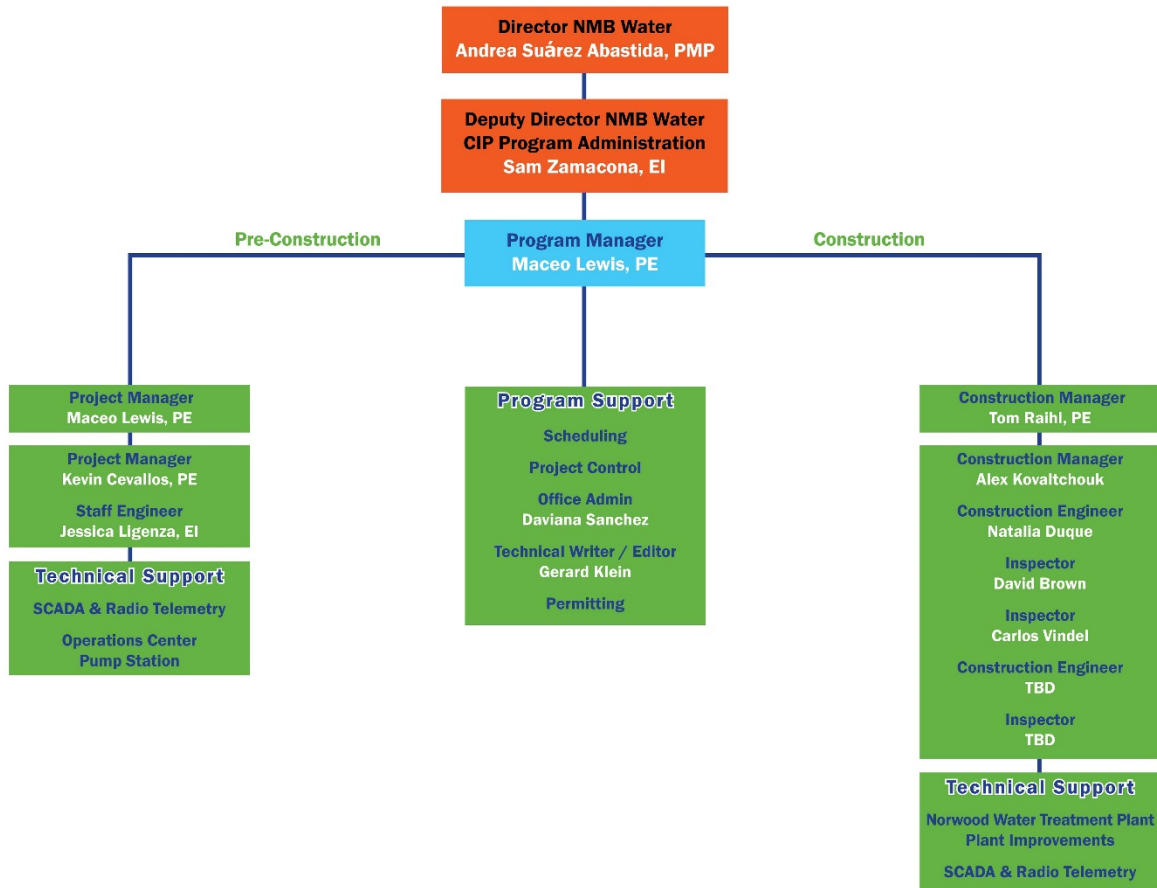 Director NMB Water
Andrea Suárez Abastida, PMP
Deputy Director NMB Water
CIP Program Administration
Sam Zamacona, EI
Pre-Construction
Program Manager
Maceo Lewis, PE
Construction
Project Manager
Maceo Lewis, PE
Project Manager
Kevin Cevallos, PE
Staff Engineer
Jessica Ligenza, EI
Technical Support
SCADA & Radio Telemetry
Operations Center
Pump Station
Program Support
Scheduling
Project Control
Office Admin
Daviana Sanchez
Technical Writer / Editor
Gerard Klein
Permitting
Construction Manager
Tom Raihl, PE
Construction Manager
Alex Kovaltchouk
Construction Engineer
Natalia Duque
Inspector
David Brown
Inspector
Carlos Vindel
Construction Engineer
TBD
Inspector
TBD
Technical Support
Norwood Water Treatment Plant
Plant Improvements
SCADA & Radio Telemetry